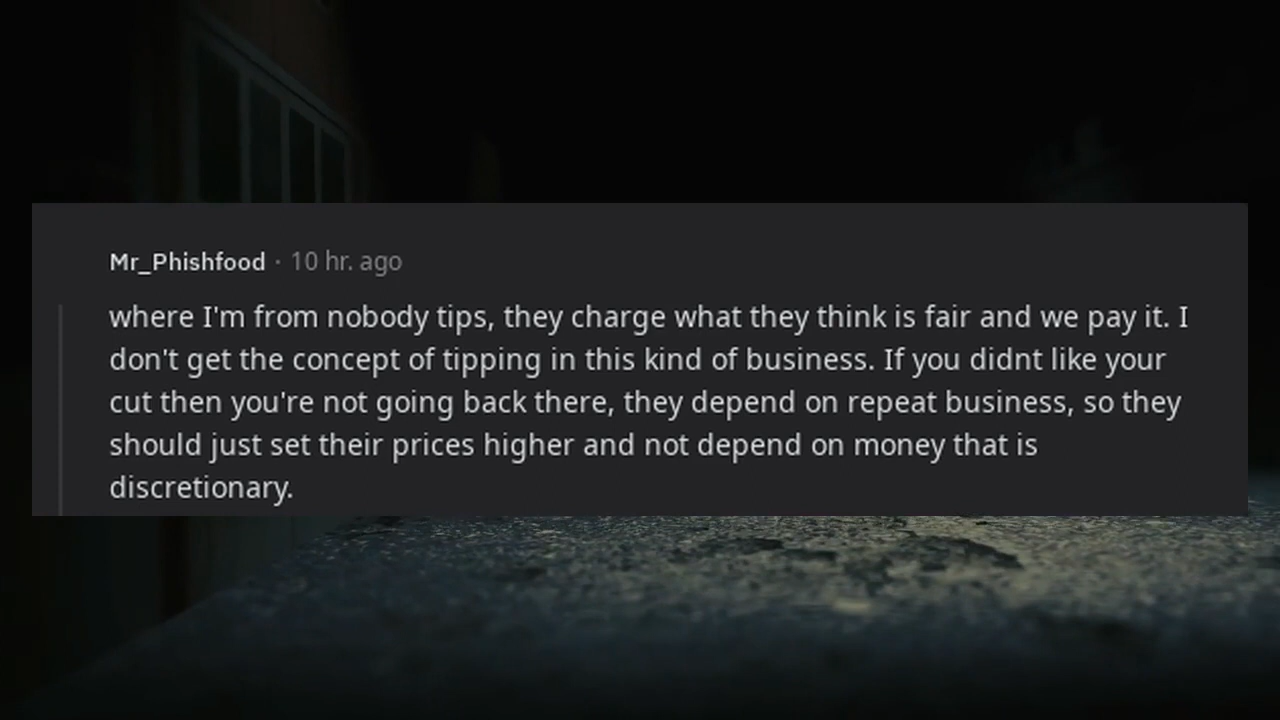 Mr_Phishfood · 10 hr. ago
where I'm from nobody tips, they charge what they think is fair and we pay it. I
don't get the concept of tipping in this kind of business. If you didnt like your
cut then you're not going back there, they depend on repeat business, so they
should just set their prices higher and not depend on money that is
discretionary.